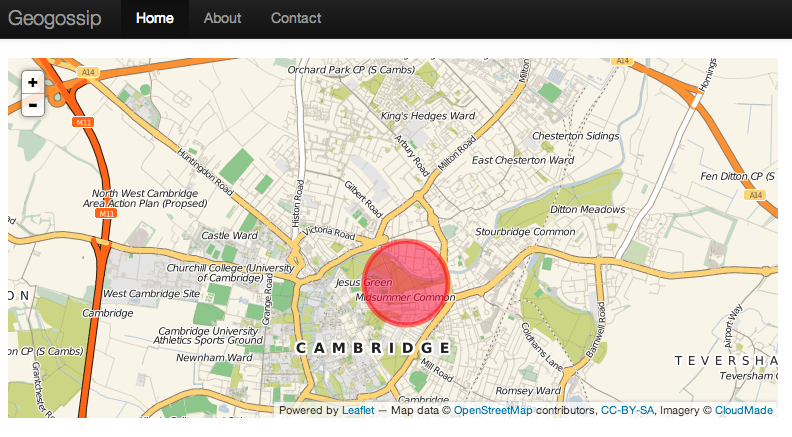 Geogossip Home About Contact
+
-
A14
Orchard Park CP (S Cambs)
Milton
A14
Hornings
M11
King's Hedges Ward
Chesterton Sidings
Huntingdon Road
Arbury Road
Milton Road
East Chesterton Ward
Fen Ditton CP (S
A14
North West Cambridge
Area Action Plan (Propsed)
M11
Histon Road
Gilbert Road
Ditton Meadows
Castle Ward
Victoria Road
Stourbridge Common
Churchill College (University
of Cambridge)
Jesus Green
Midsummer Common
West Cambridge Site
Grange Road
ON
Cambridge
Cambridge University
Athletics Sports Ground
Coldhams Lane
Barnwell Road
Airport Way
CAMBRIDGE
on CP (S Cambs)
Newnham Ward
Mill Road
TEVERSHA
Teversham C
Grantchester
Cambridge
Romsey Ward
Powered by Leaflet — Map data © OpenStreetMap contributors, CC-BY-SA, Imagery © CloudMade